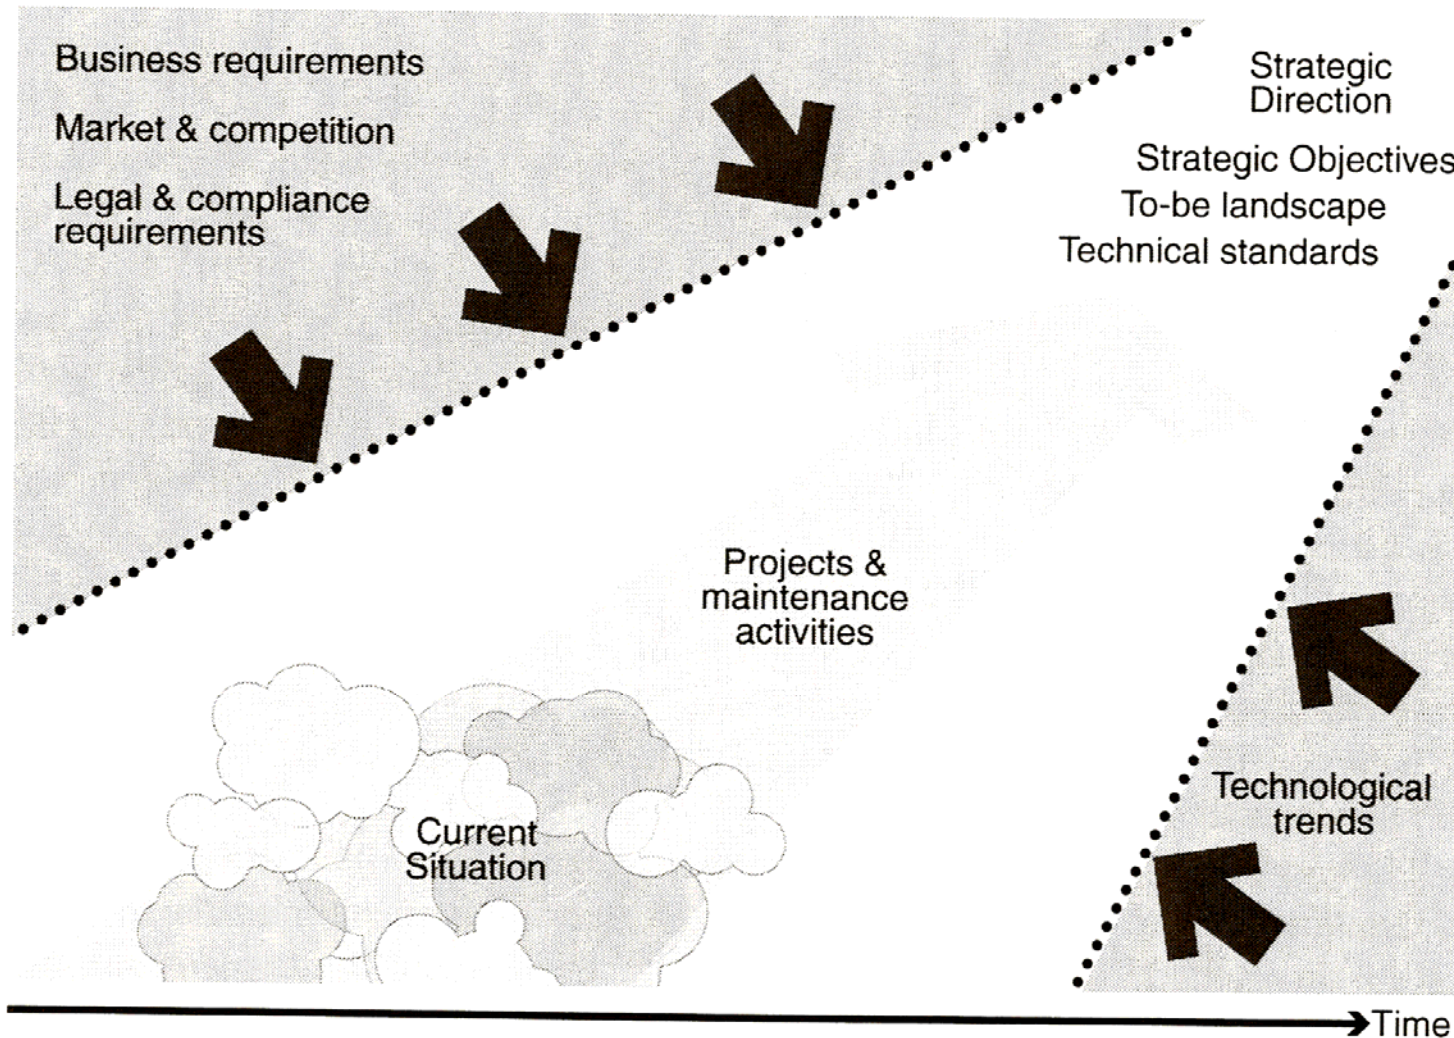 Business requirements
Market & competition
Legal & compliance
requirements
Strategic
Direction
Strategic Objectives
To-be landscape
Technical standards
Projects &
maintenance
activities
Current
Situation
Technological
trends
Time